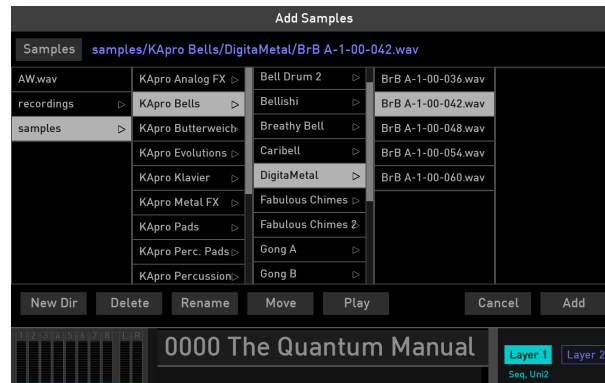 Add Samples
Samples samples/KApro Bells/DigitaMetal/BrB A-1-00-042.wav
AW.wav
recordings
samples
KApro Analog FX
KApro Bells
KApro Butterweich
KApro Evolutions
KApro Klavier
KApro Metal FX
KApro Pads
KApro Perc. Pads
KApro Percussion
Bell Drum 2
Bellishi
Breathy Bell
Caribell
DigitaMetal
Fabulous Chimes
Fabulous Chimes 2
Gong A
Gong B
BrB A-1-00-036.wav
BrB A-1-00-042.wav
BrB A-1-00-048.wav
BrB A-1-00-054.wav
BrB A-1-00-060.wav
New Dir Delete Rename Move Play Cancel Add
1 2 3 4 5 6 7 8 L R
0000 The Quantum Manual
Layer 1 Layer 2
Seq, Uni2